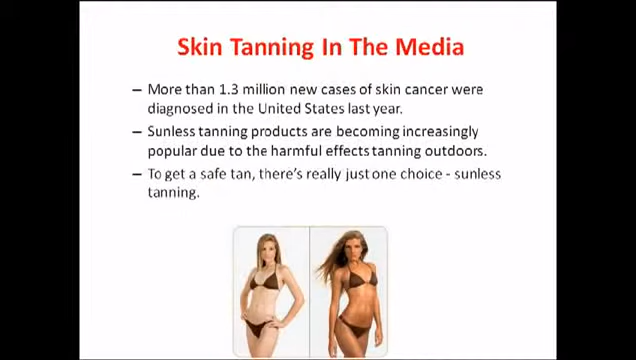 Skin Tanning In The Media
– More than 1.3 million new cases of skin cancer were
diagnosed in the United States last year.
– Sunless tanning products are becoming increasingly
popular due to the harmful effects tanning outdoors.
– To get a safe tan, there's really just one choice - sunless
tanning.